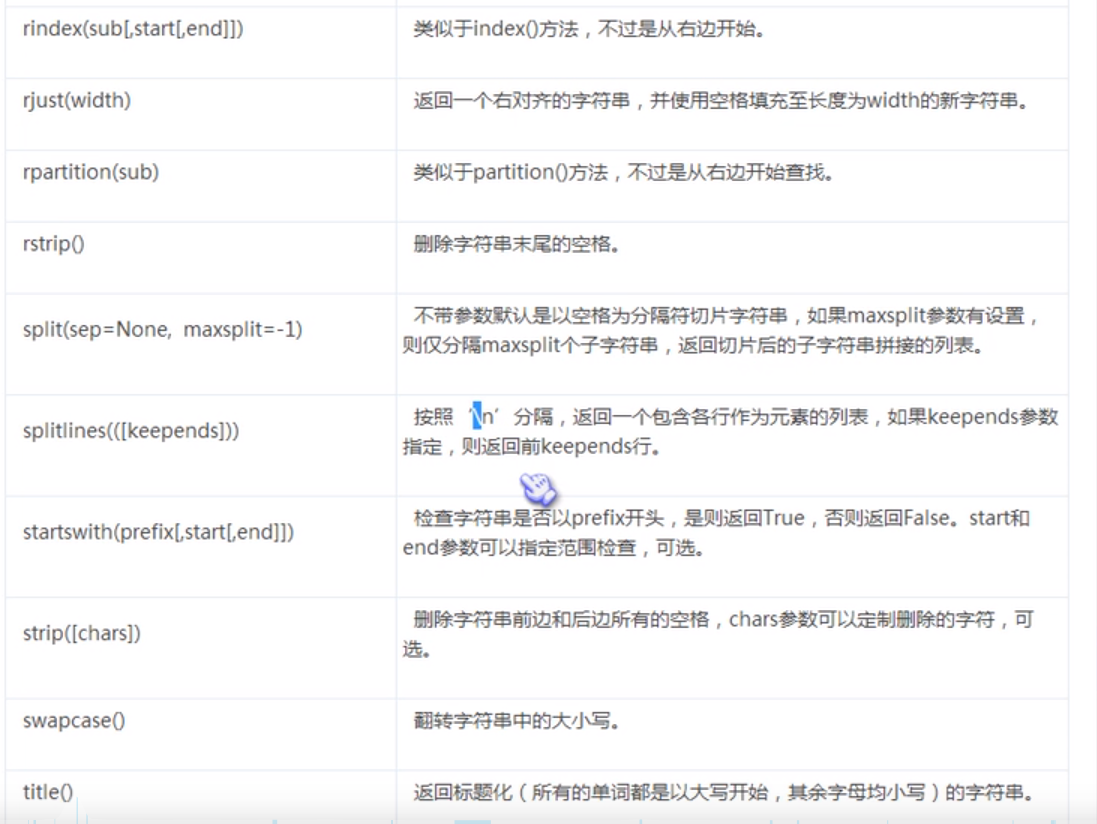 rindex(sub[,start[,end]])
类似于index()方法，不过是从右边开始。
rjust(width)
返回一个右对齐的字符串，并使用空格填充至长度为width的新字符串。
rpartition(sub)
类似于partition()方法，不过是从右边开始查找。
rstrip()
删除字符串末尾的空格。
split(sep=None, maxsplit=-1)
不带参数默认是以空格为分隔符切片字符串，如果maxsplit参数有设置，
则仅分隔maxsplit个子字符串，返回切片后的子字符串拼接的列表。
splitlines(([keepends]))
按照‘\n’分隔，返回一个包含各行作为元素的列表，如果keepends参数
指定，则返回前keepends行。
startswith(prefix[,start[,end]])
检查字符串是否以prefix开头，是则返回True，否则返回False。start和
end参数可以指定范围检查，可选。
strip([chars])
删除字符串前边和后边所有的空格，chars参数可以定制删除的字符，可
选。
swapcase()
翻转字符串中的大小写。
title()
返回标题化（所有的单词都是以大写开始，其余字母均小写）的字符串。